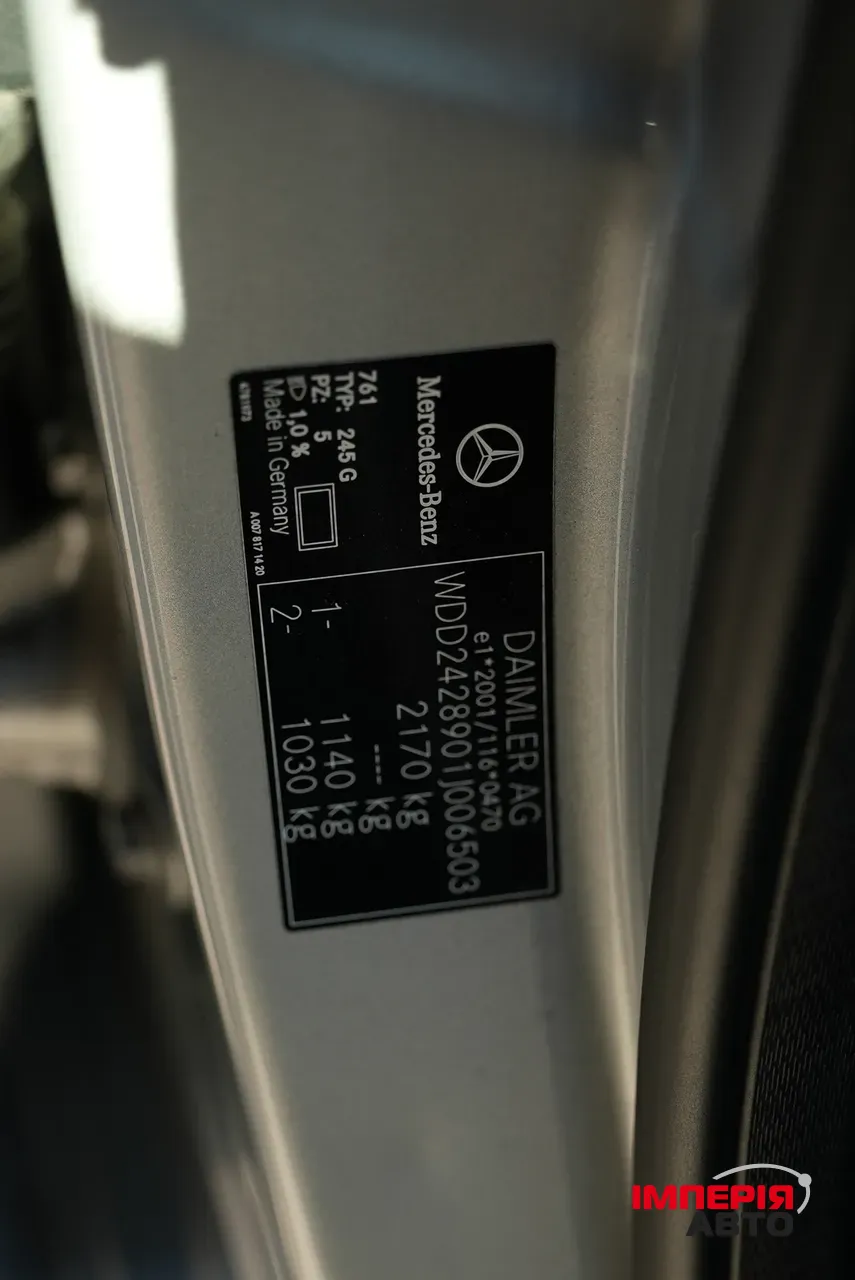 DAIMLER AG
e1*2001/116*0470
WDD2428901J006503
2170 kg
---- kg
1- 1140 kg
2- 1030 kg
Mercedes-Benz
761
TYP: 245 G
PZ: 5
1,0 %
Made in Germany
A 007 817 14 20
ІМПЕРІЯ
АВТО